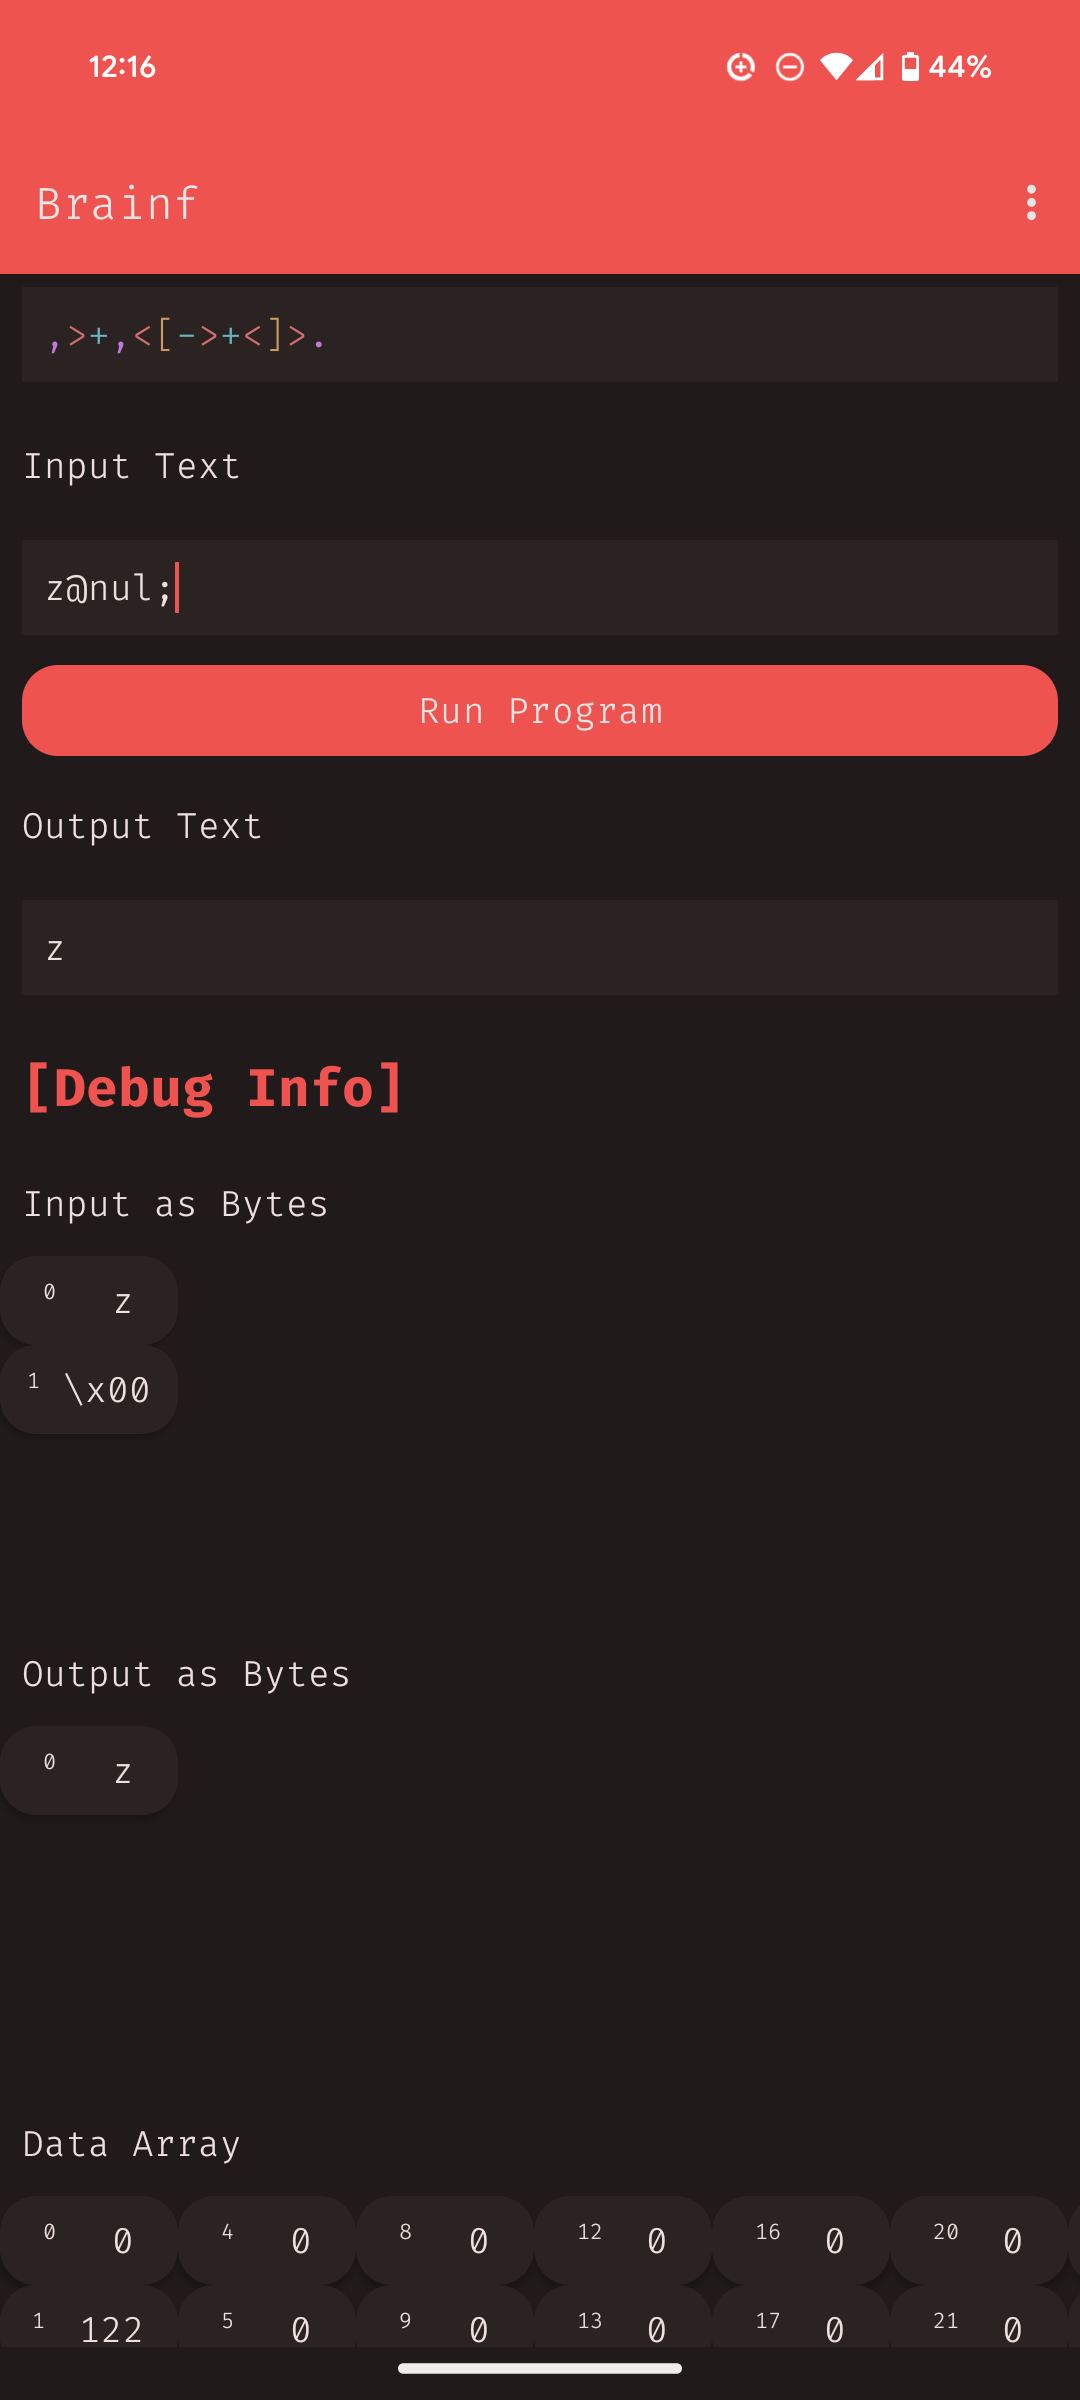 12:16 44%
Brainf
,>+,<[->+<]>.
Input Text
z@nul;
Run Program
Output Text
z
[Debug Info]
Input as Bytes
0 z
1 \x00
Output as Bytes
0 z
Data Array
0 0 4 0 8 0 12 0 16 0 20 0
1 122 5 0 9 0 13 0 17 0 21 0